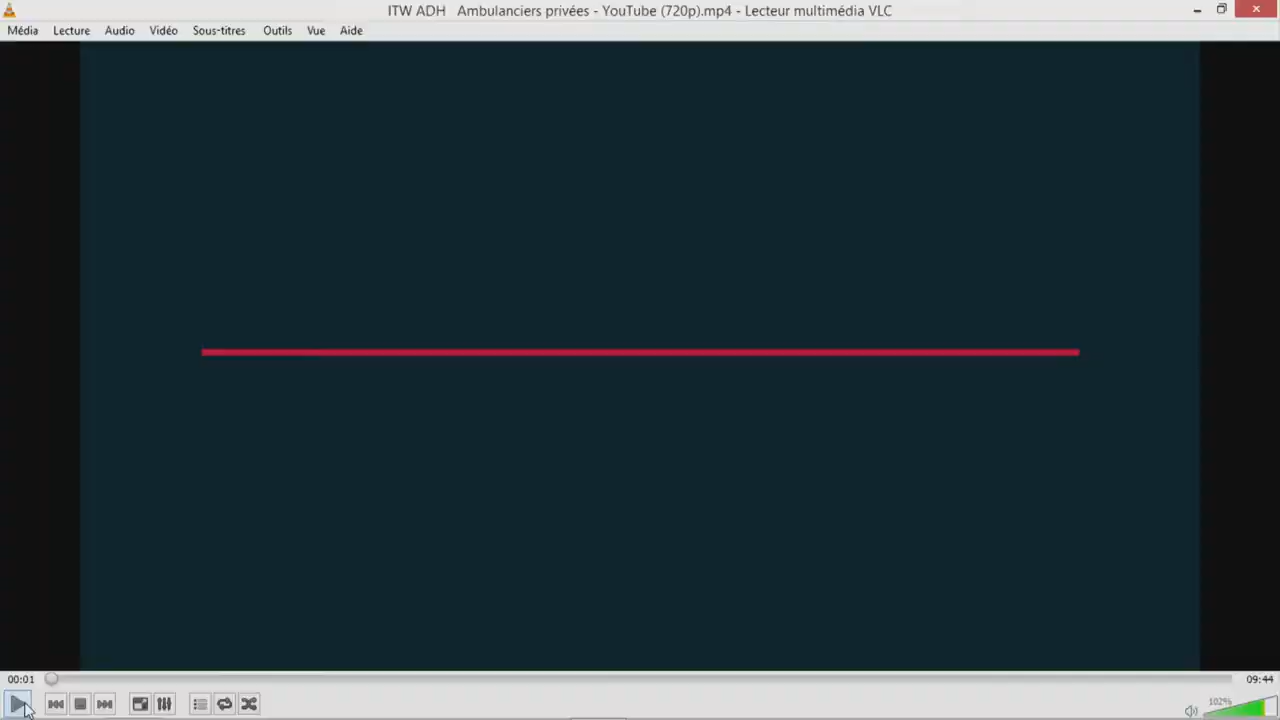 ITW ADH Ambulanciers privées - YouTube (720p).mp4 - Lecteur multimédia VLC
Média Lecture Audio Vidéo Sous-titres Outils Vue Aide
00:01 09:44
102%